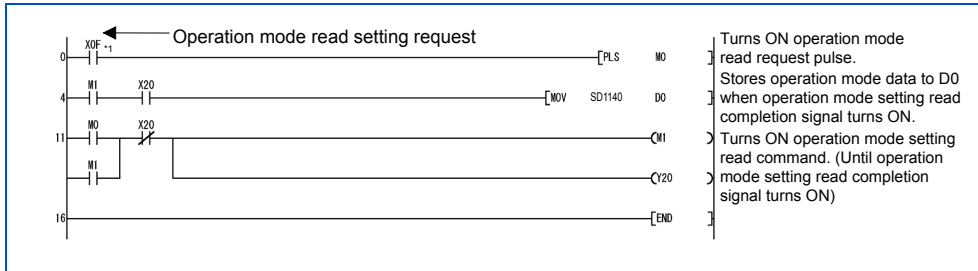 Operation mode read setting request
X0F *1
0
PLS M0
Turns ON operation mode
read request pulse.
M1 X20
4
MOV SD1140 D0
Stores operation mode data to D0
when operation mode setting read
completion signal turns ON.
M0 X20
11
M1
Turns ON operation mode setting
read command. (Until operation
mode setting read completion
signal turns ON)
M1
Y20
16
END